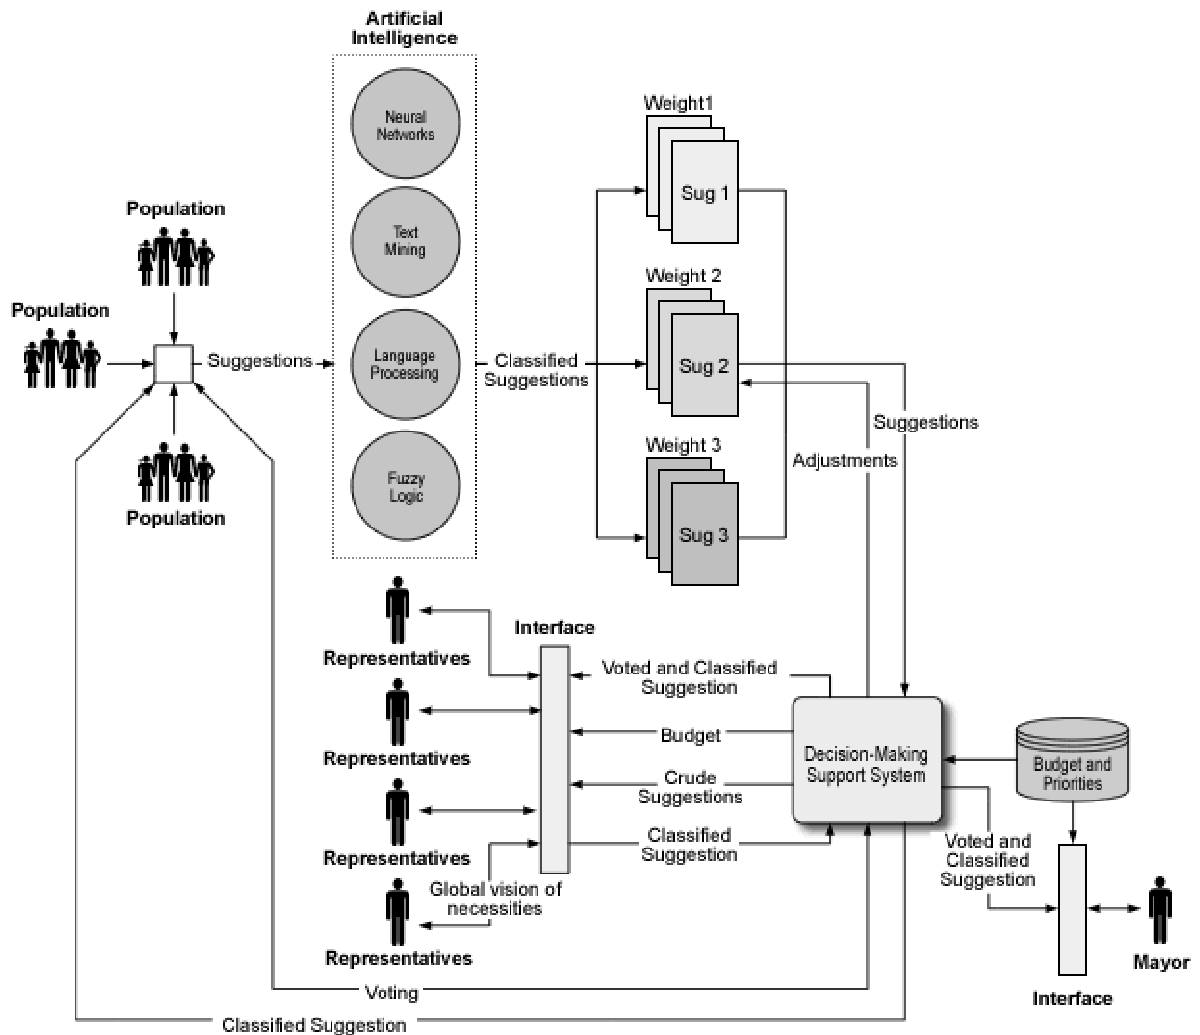 Artificial
Intelligence
Neural
Networks
Text
Mining
Language
Processing
Fuzzy
Logic
Population
Population
Population
Suggestions
Classified
Suggestions
Weight1
Sug 1
Weight 2
Sug 2
Weight 3
Sug 3
Suggestions
Adjustments
Representatives
Representatives
Representatives
Representatives
Interface
Voted and Classified
Suggestion
Budget
Crude
Suggestions
Classified
Suggestion
Global vision of
necessities
Decision-Making
Support System
Budget and
Priorities
Voted and
Classified
Suggestion
Mayor
Interface
Voting
Classified Suggestion